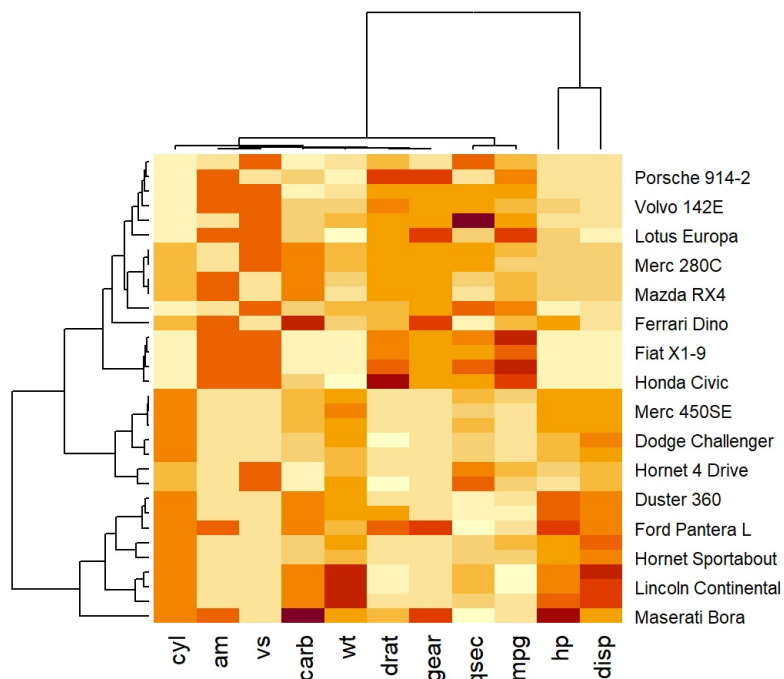 Porsche 914-2
Volvo 142E
Lotus Europa
Merc 280C
Mazda RX4
Ferrari Dino
Fiat X1-9
Honda Civic
Merc 450SE
Dodge Challenger
Hornet 4 Drive
Duster 360
Ford Pantera L
Hornet Sportabout
Lincoln Continental
Maserati Bora
cyl am vs carb wt drat gear qsec mpg hp disp